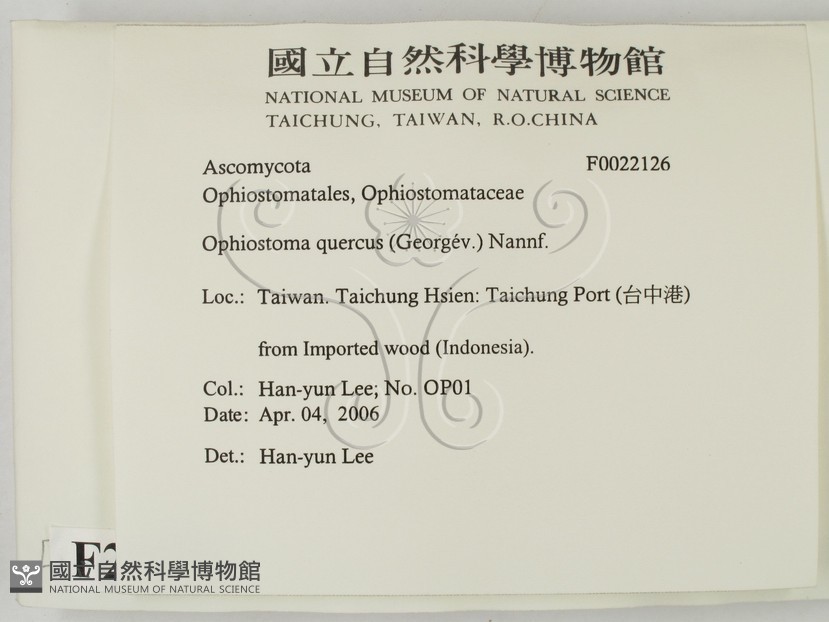 國立自然科學博物館
NATIONAL MUSEUM OF NATURAL SCIENCE
TAICHUNG, TAIWAN, R.O.CHINA
Ascomycota F0022126
Ophiostomatales, Ophiostomataceae
Ophiostoma quercus (Georgév.) Nannf.
Loc.: Taiwan. Taichung Hsien: Taichung Port (台中港)
from Imported wood (Indonesia).
Col.: Han-yun Lee; No. OP01
Date: Apr. 04, 2006
Det.: Han-yun Lee
國立自然科學博物館
NATIONAL MUSEUM OF NATURAL SCIENCE